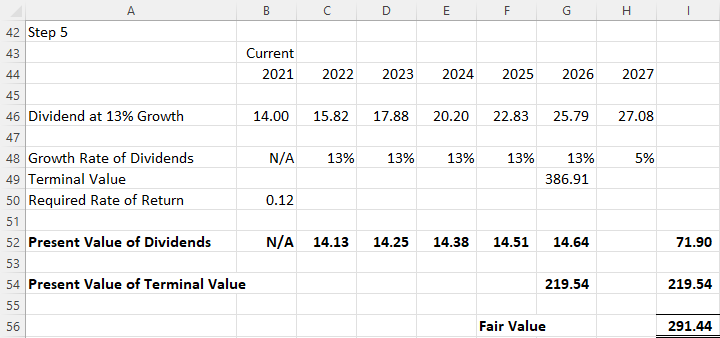 A B C D E F G H I
42 Step 5
43 Current
44 2021 2022 2023 2024 2025 2026 2027
45
46 Dividend at 13% Growth 14.00 15.82 17.88 20.20 22.83 25.79 27.08
47
48 Growth Rate of Dividends N/A 13% 13% 13% 13% 13% 5%
49 Terminal Value 386.91
50 Required Rate of Return 0.12
51
52 Present Value of Dividends N/A 14.13 14.25 14.38 14.51 14.64 71.90
53
54 Present Value of Terminal Value 219.54 219.54
55
56 Fair Value 291.44